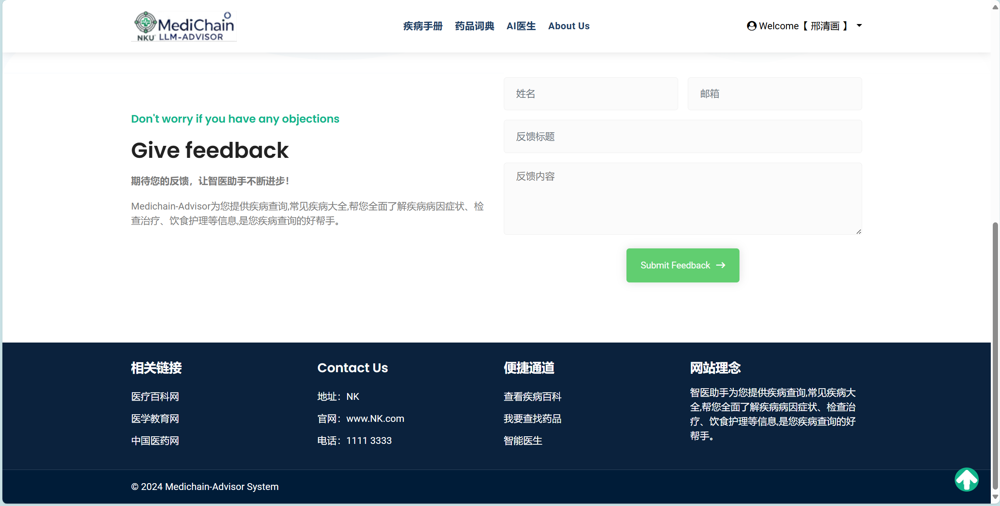 MediChain
NKU LLM-ADVISOR
疾病手册 药品词典 AI医生 About Us
Welcome【 邢清画 】
姓名
邮箱
反馈标题
反馈内容
Submit Feedback
Don't worry if you have any objections
Give feedback
期待您的反馈，让智医助手不断进步！
Medichain-Advisor为您提供疾病查询,常见疾病大全,帮您全面了解疾病病因症状、检
查治疗、饮食护理等信息,是您疾病查询的好帮手。
相关链接
医疗百科网
医学教育网
中国医药网
Contact Us
地址：NK
官网：www.NK.com
电话：1111 3333
便捷通道
查看疾病百科
我要查找药品
智能医生
网站理念
智医助手为您提供疾病查询,常见疾病大
全,帮您全面了解疾病病因症状、检查治
疗、饮食护理等信息,是您疾病查询的好
帮手。
© 2024 Medichain-Advisor System